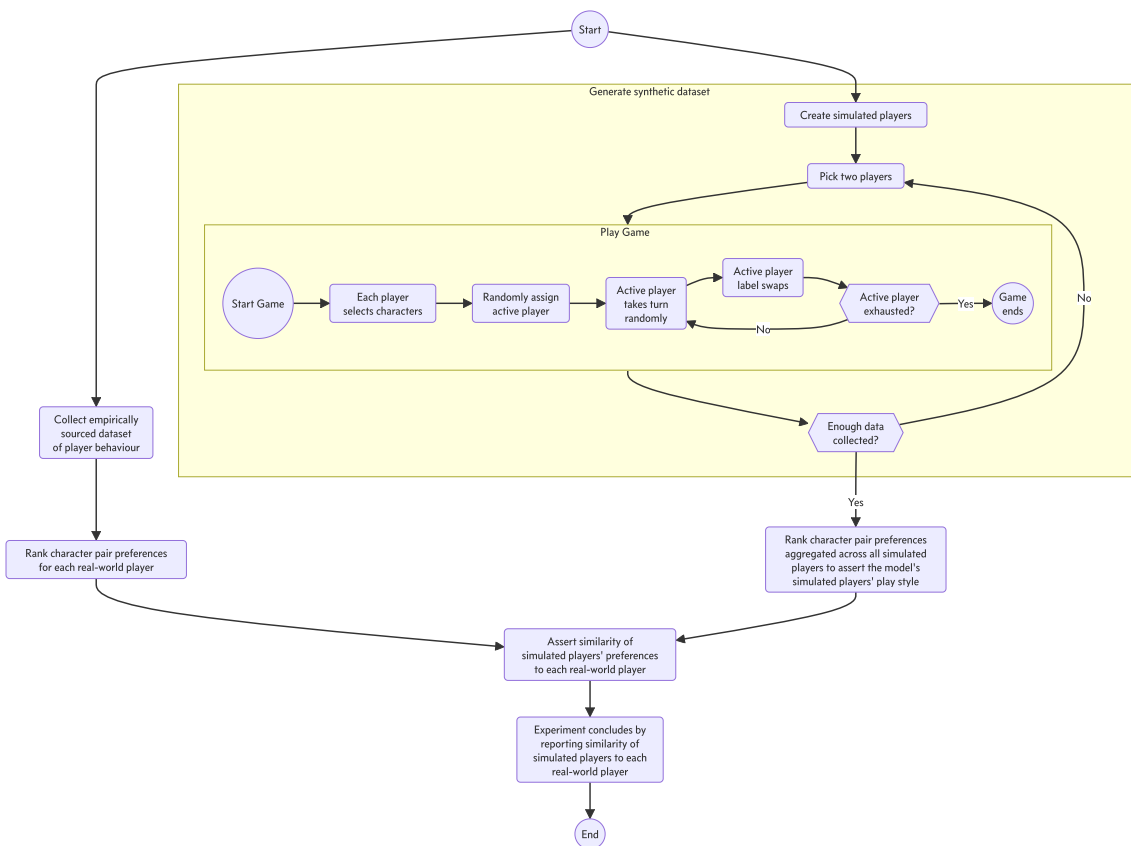 Start
Generate synthetic dataset
Create simulated players
Pick two players
Play Game
Start Game
Each player
selects characters
Randomly assign
active player
Active player
takes turn
randomly
Active player
label swaps
Active player
exhausted?
Yes
Game
ends
No
No
Enough data
collected?
Yes
Collect empirically
sourced dataset
of player behaviour
Rank character pair preferences
for each real-world player
Rank character pair preferences
aggregated across all simulated
players to assert the model's
simulated players' play style
Assert similarity of
simulated players' preferences
to each real-world player
Experiment concludes by
reporting similarity of
simulated players to each
real-world player
End